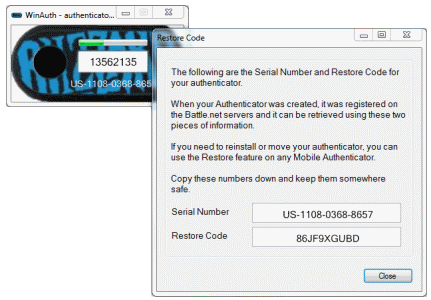 WinAuth - authenticato...
13562135
US-1108-0368-865
Restore Code
The following are the Serial Number and Restore Code for
your authenticator.
When your Authenticator was created, it was registered on
the Battle.net servers and it can be retrieved using these two
pieces of information.
If you need to reinstall or move your authenticator, you can
use the Restore feature on any Mobile Authenticator.
Copy these numbers down and keep them somewhere
safe.
Serial Number
US-1108-0368-8657
Restore Code
86JF9XGUBD
Close